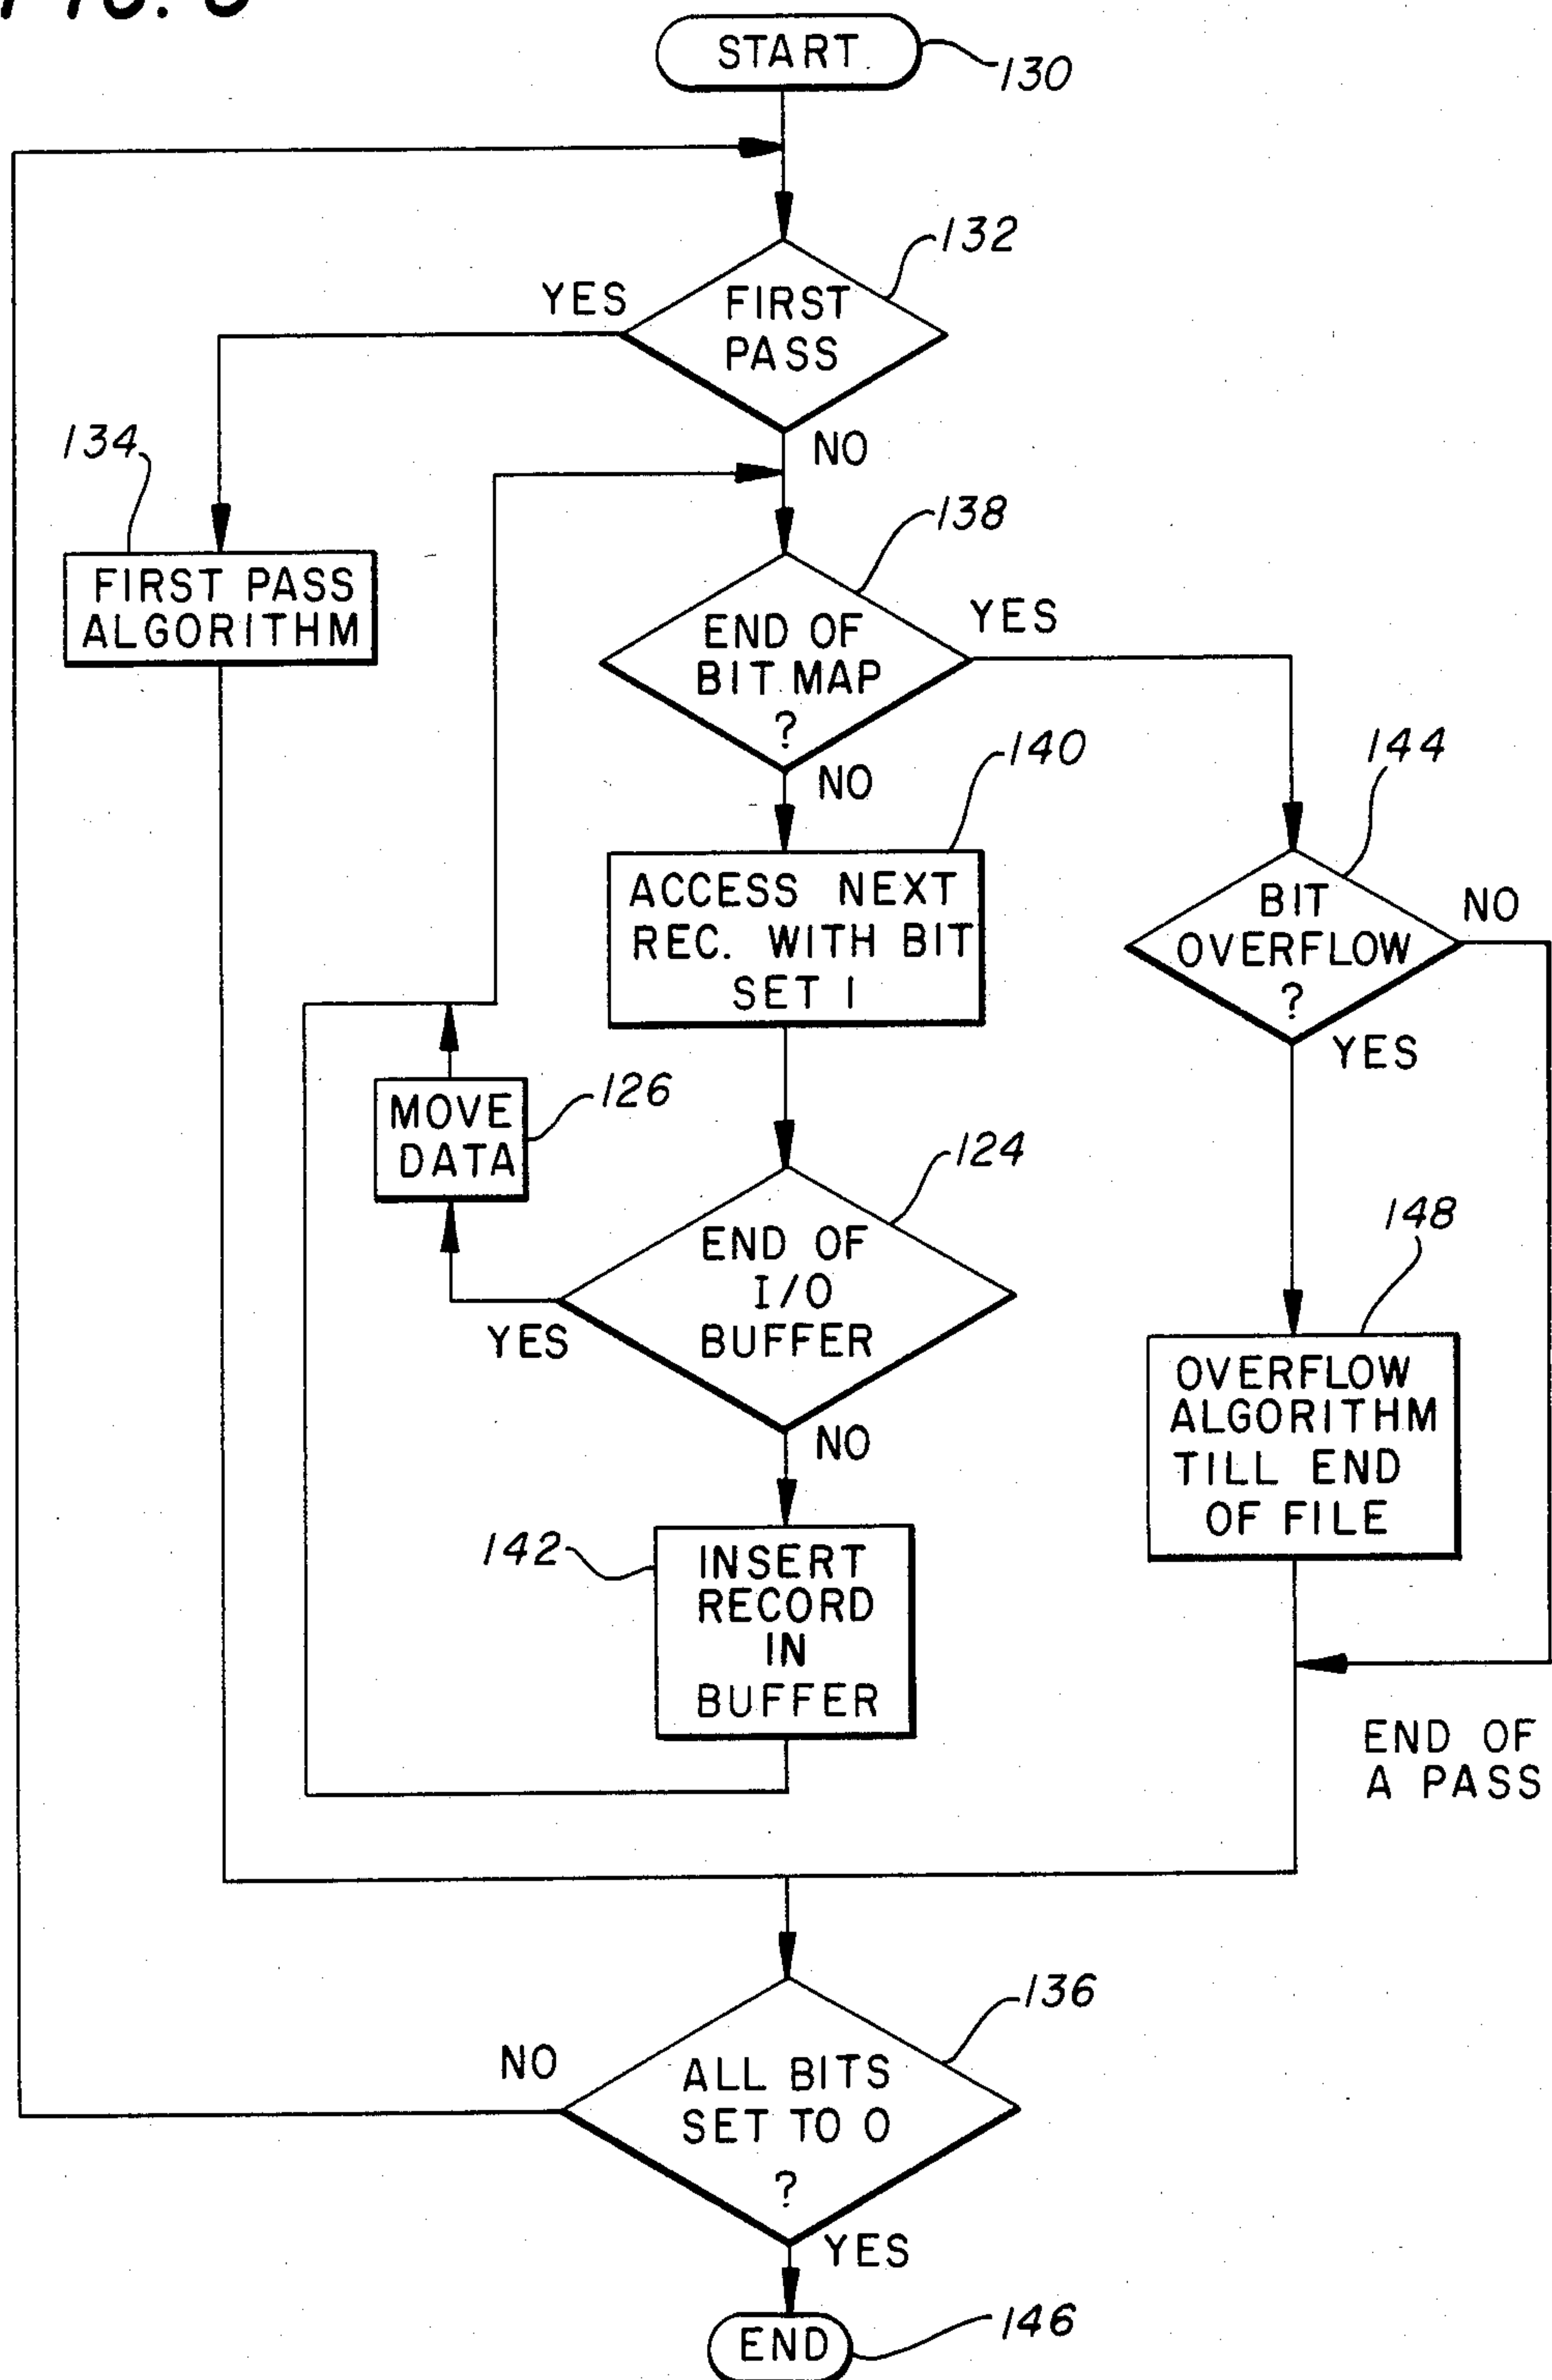 START
130
132
YES
FIRST
PASS
NO
134
FIRST PASS
ALGORITHM
138
END OF
BIT MAP
?
YES
NO
140
ACCESS NEXT
REC. WITH BIT
SET 1
144
BIT
OVERFLOW
?
NO
YES
MOVE
DATA
126
124
END OF
I/O
BUFFER
YES
NO
148
OVERFLOW
ALGORITHM
TILL END
OF FILE
142
INSERT
RECORD
IN
BUFFER
END OF
A PASS
136
NO
ALL BITS
SET TO 0
?
YES
END
146